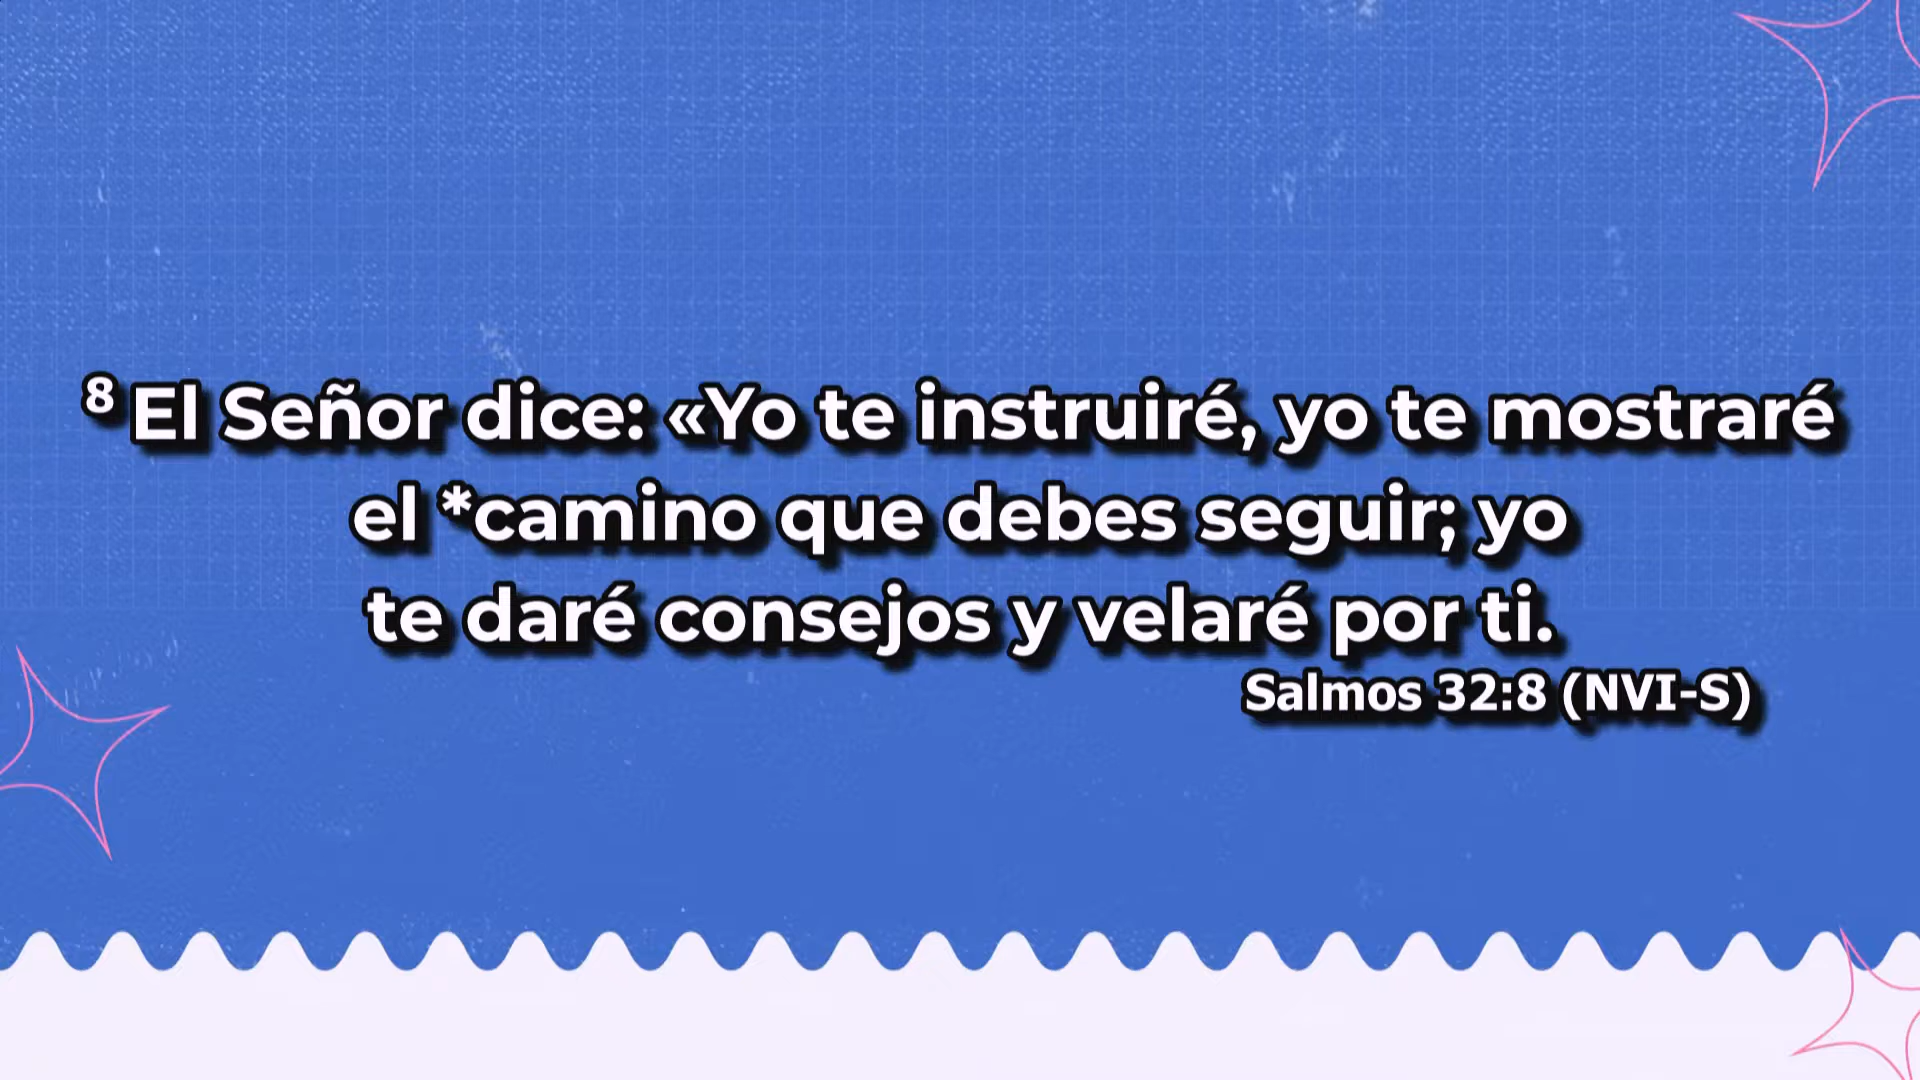 ⁸ El Señor dice: «Yo te instruiré, yo te mostraré
el *camino que debes seguir; yo
te daré consejos y velaré por ti.
Salmos 32:8 (NVI-S)